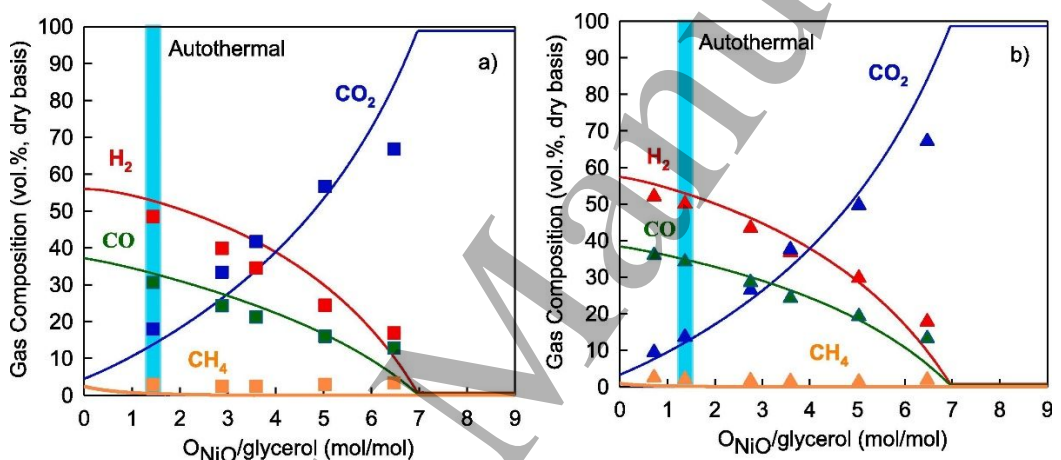 100
90
80
70
60
50
40
30
20
10
0
Gas Composition (vol.%, dry basis)
Autothermal
a)
CO2
H2
CO
CH4
0 1 2 3 4 5 6 7 8 9
ONiO/glycerol (mol/mol)
100
90
80
70
60
50
40
30
20
10
0
Gas Composition (vol.%, dry basis)
Autothermal
b)
CO2
H2
CO
CH4
0 1 2 3 4 5 6 7 8 9
ONiO/glycerol (mol/mol)
Manu